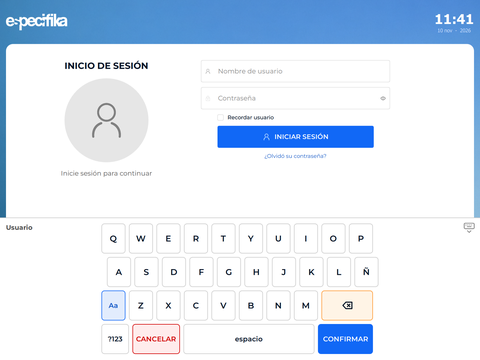 e-specifika
11:41
10 nov. - 2026
INICIO DE SESIÓN
Inicie sesión para continuar
Nombre de usuario
Contraseña
Recordar usuario
INICIAR SESIÓN
¿Olvidó su contraseña?
Usuario
Q W E R T Y U I O P
A S D F G H J K L Ñ
Aa Z X C V B N M
?123 CANCELAR espacio CONFIRMAR